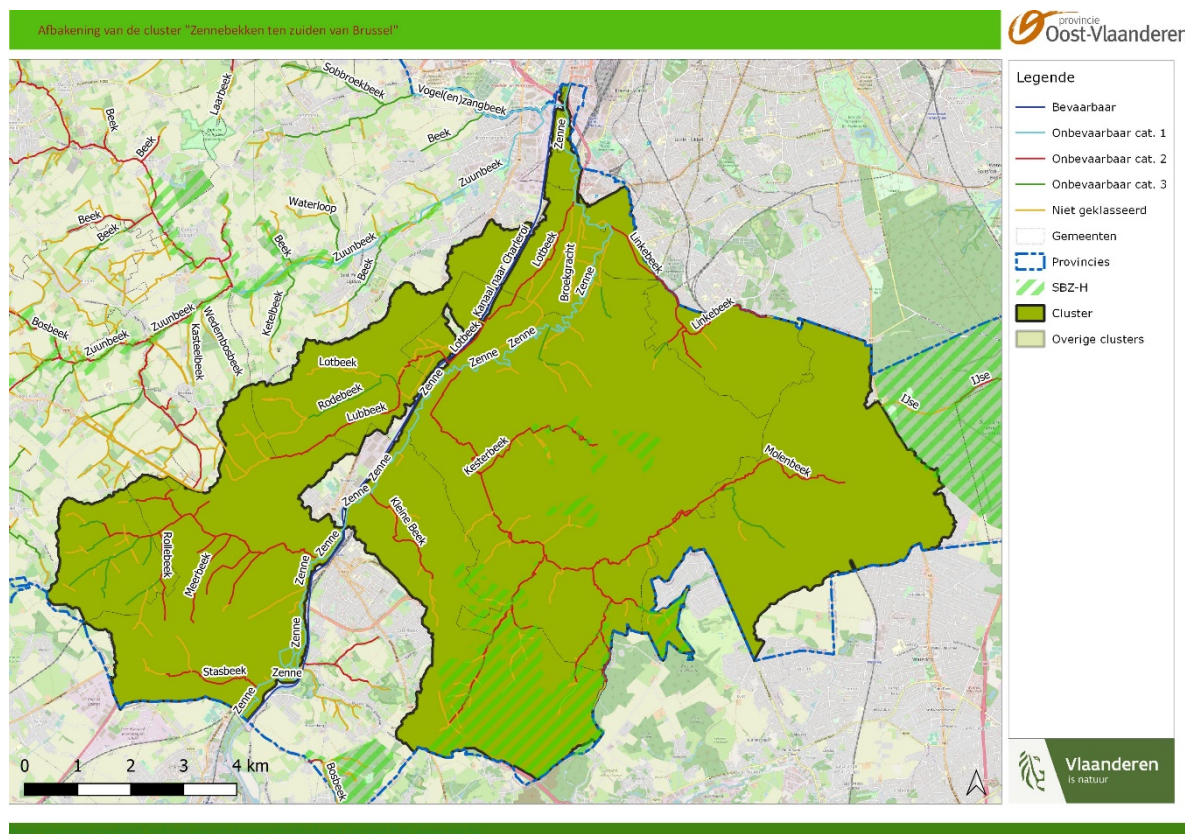 Afbakening van de cluster "Zennebekken ten zuiden van Brussel"
provincie
Oost-Vlaanderen
Legende
Bevaarbaar
Onbevaarbaar cat. 1
Onbevaarbaar cat. 2
Onbevaarbaar cat. 3
Niet geklasseerd
Gemeenten
Provincies
SBZ-H
Cluster
Overige clusters
Sobbroekbeek
Vogel(en)zangbeek
Laarbeek
Beek
Beek
Beek
Zenne
Zuunbeek
Waterloop
Beek
Beek
Beek
Zuunbeek
Beek
Linkebeek
Lotbeek
Kanaal naar Charleroi
Broekgracht
Zenne
Ketelbeek
Bosbeek
Zuunbeek
Zuunbeek
Kasteelbeek
Wedembosbeek
Linkebeek
Lotbeek
Zenne
Zenne
Lotbeek
Zenne
Rodebeek
Lubbeek
IJse
IJse
Kesterbeek
Molenbeek
Zenne
Zenne
Kleine Beek
Rollebeek
Meerbeek
Zenne
Zenne
Zenne
Stasbeek
Zenne
Zenne
Bosbeek
0 1 2 3 4 km
Vlaanderen
is natuur